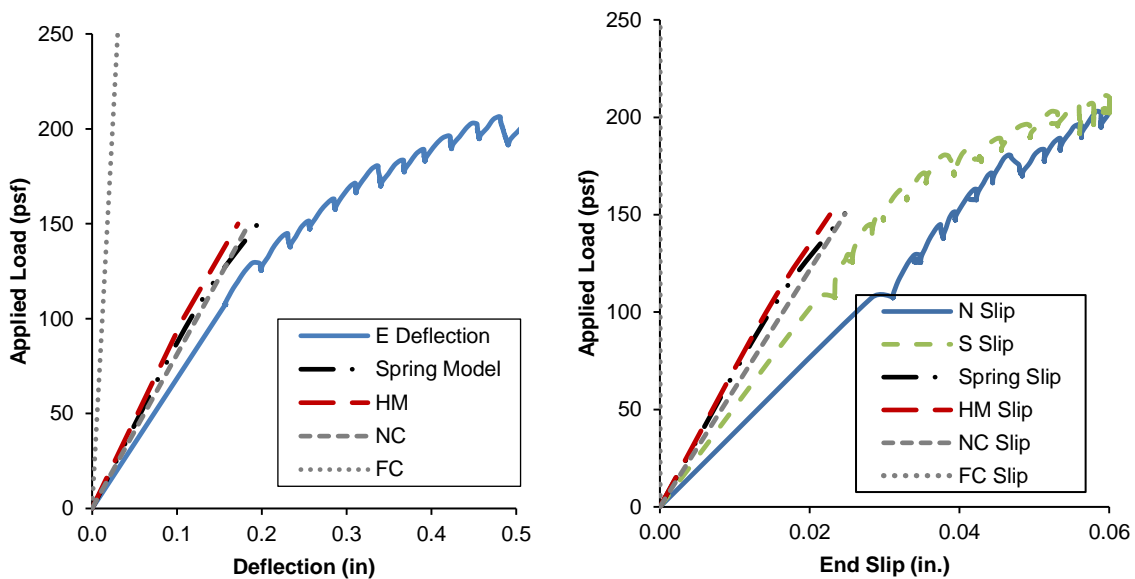 250
200
150
100
50
0
Applied Load (psf)
E Deflection
Spring Model
HM
NC
FC
0.0 0.1 0.2 0.3 0.4 0.5
Deflection (in)
250
200
150
100
50
0
Applied Load (psf)
N Slip
S Slip
Spring Slip
HM Slip
NC Slip
FC Slip
0.00 0.02 0.04 0.06
End Slip (in.)